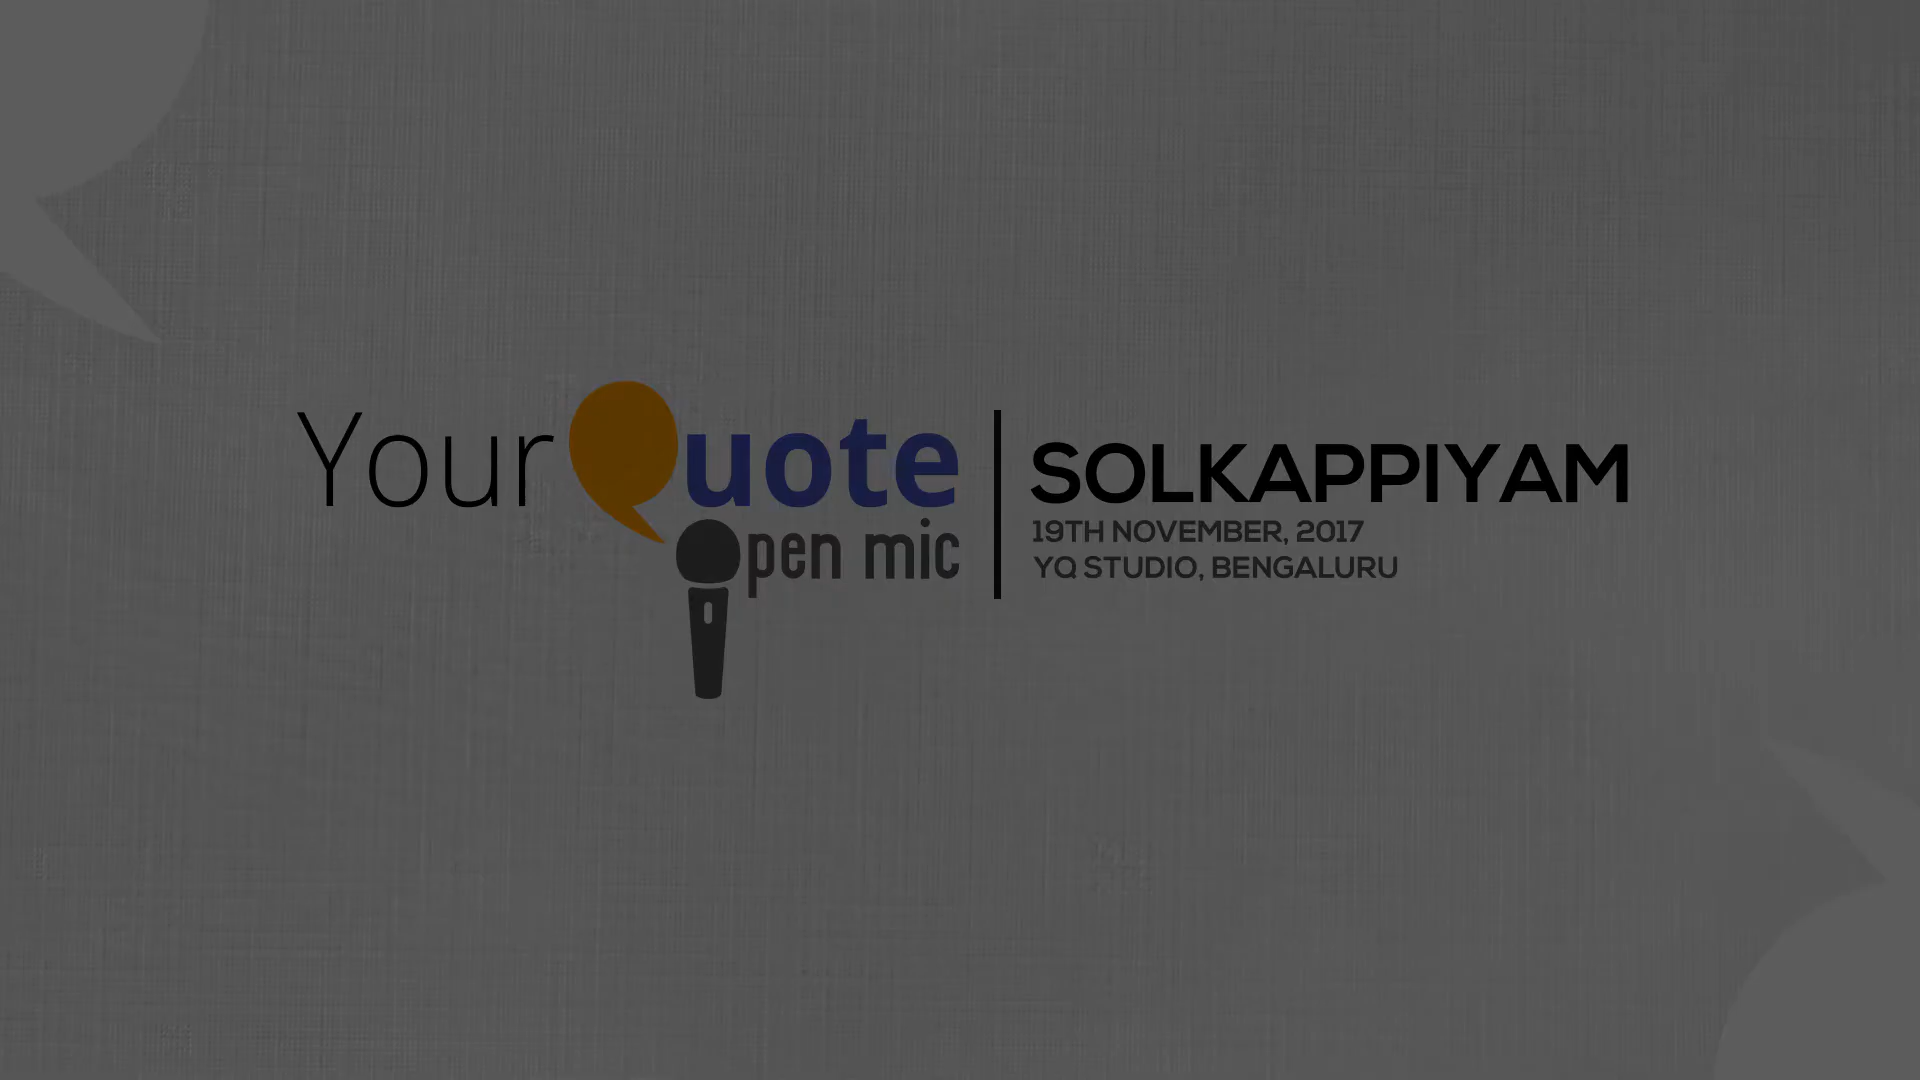 YourQuote
Open mic
SOLKAPPIYAM
19TH NOVEMBER, 2017
YQ STUDIO, BENGALURU